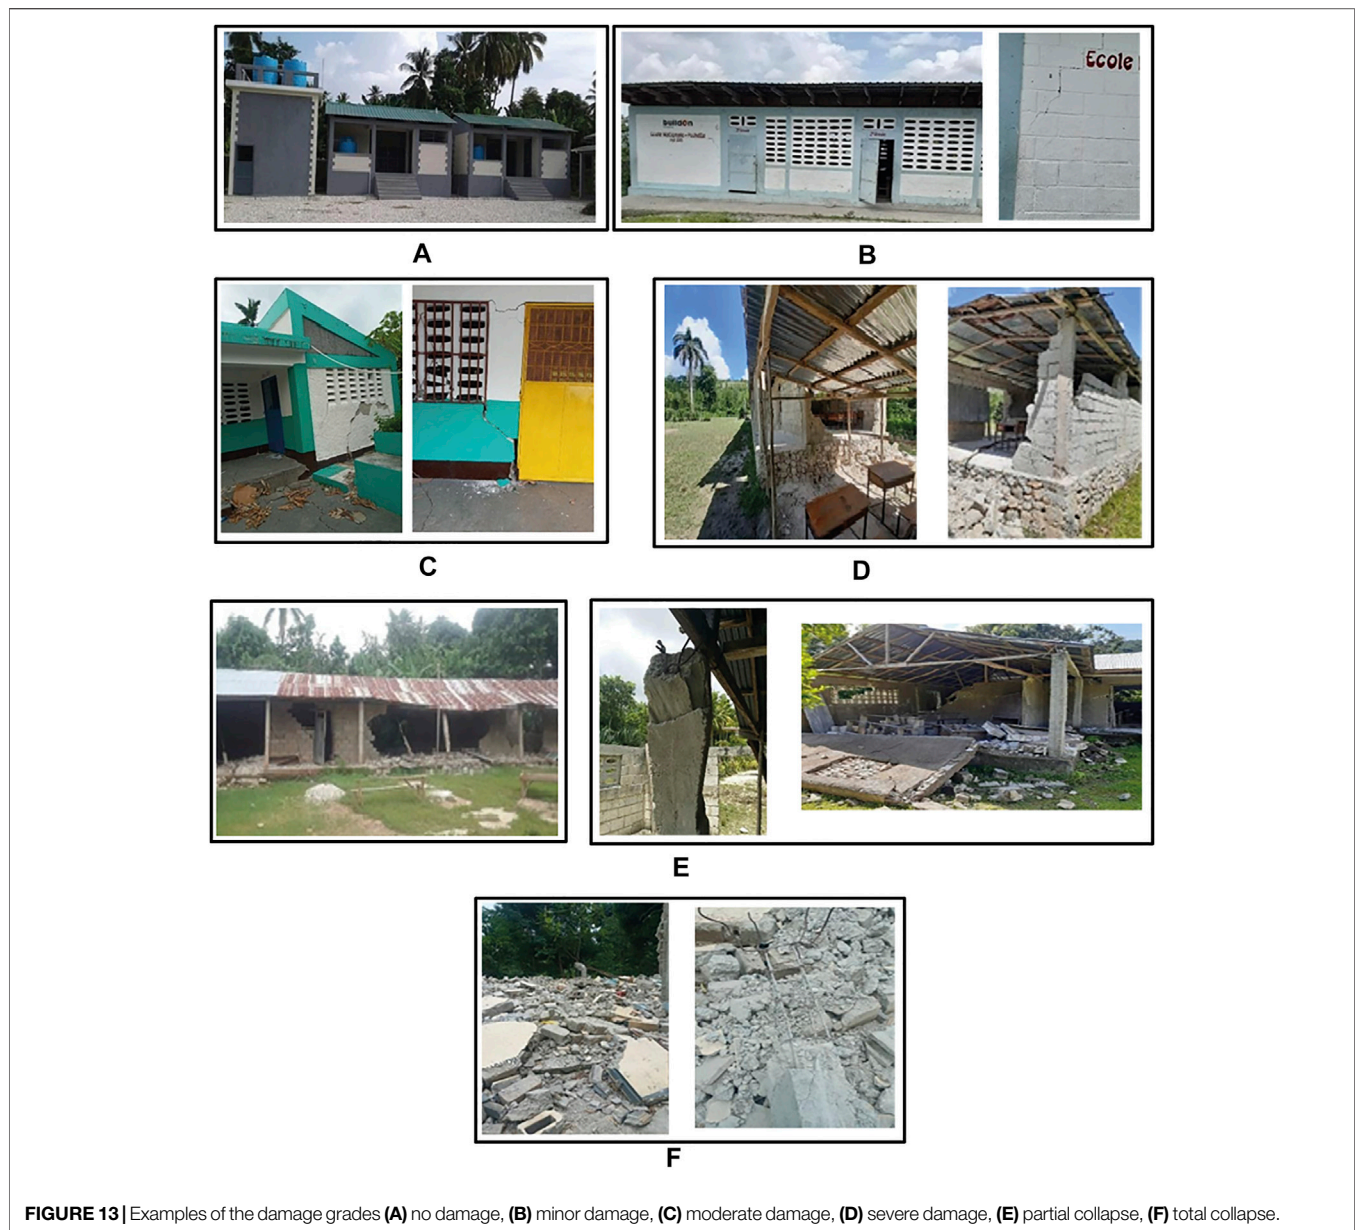 buildOn
Ecole
A
B
C
D
E
F
FIGURE 13 | Examples of the damage grades (A) no damage, (B) minor damage, (C) moderate damage, (D) severe damage, (E) partial collapse, (F) total collapse.